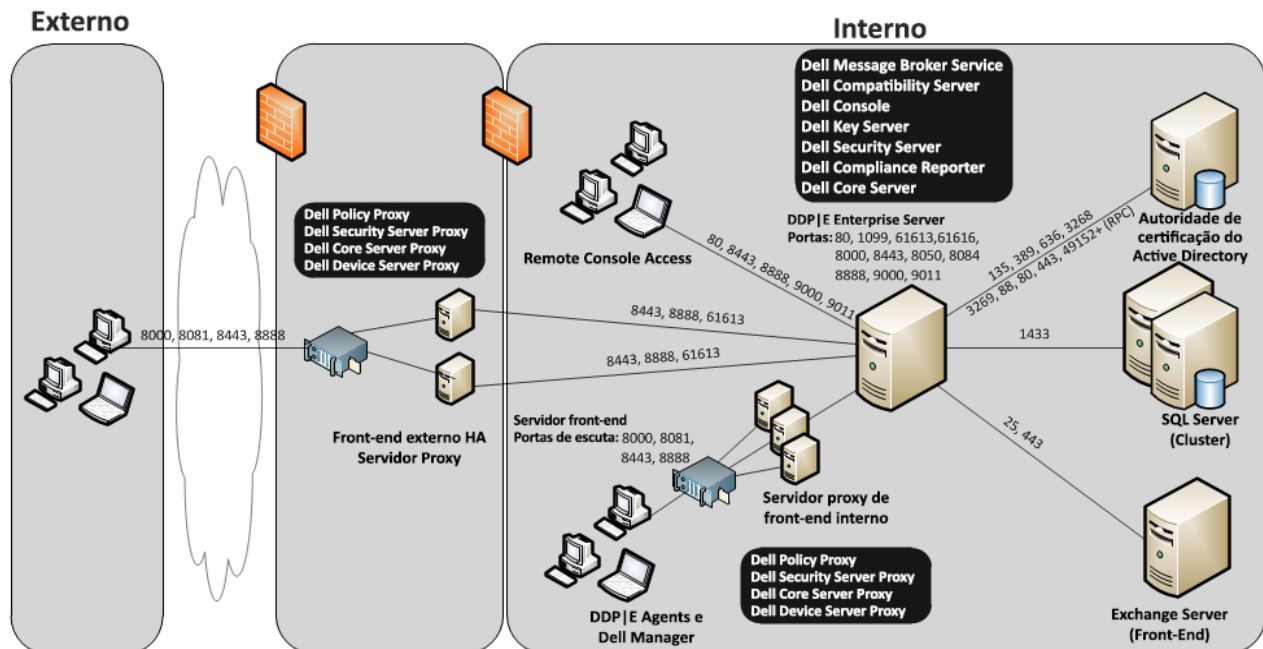 Externo
Interno
Dell Message Broker Service
Dell Compatibility Server
Dell Console
Dell Key Server
Dell Security Server
Dell Compliance Reporter
Dell Core Server
Dell Policy Proxy
Dell Security Server Proxy
Dell Core Server Proxy
Dell Device Server Proxy
Remote Console Access
DDP|E Enterprise Server
Portas: 80, 1099, 61613,61616,
8000, 8443, 8050, 8084
8888, 9000, 9011
Autoridade de
certificação do
Active Directory
80, 8443, 8888, 9000, 9011
135, 389, 636, 3268
3269, 88, 80, 443, 49152+ (RPC)
8000, 8081, 8443, 8888
8443, 8888, 61613
8443, 8888, 61613
1433
SQL Server
(Cluster)
Front-end externo HA
Servidor Proxy
Servidor front-end
Portas de escuta: 8000, 8081,
8443, 8888
25, 443
Servidor proxy de
front-end interno
Dell Policy Proxy
Dell Security Server Proxy
Dell Core Server Proxy
Dell Device Server Proxy
DDP|E Agents e
Dell Manager
Exchange Server
(Front-End)